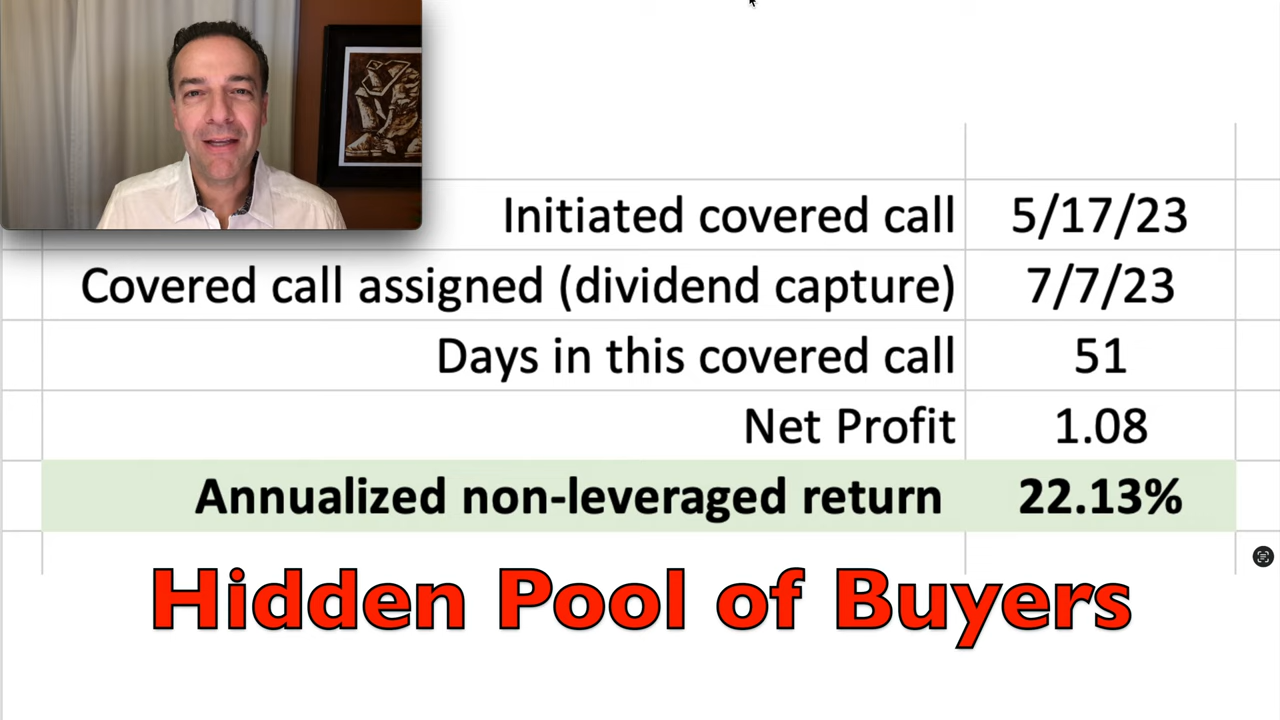 Initiated covered call 5/17/23
Covered call assigned (dividend capture) 7/7/23
Days in this covered call 51
Net Profit 1.08
Annualized non-leveraged return 22.13%
Hidden Pool of Buyers